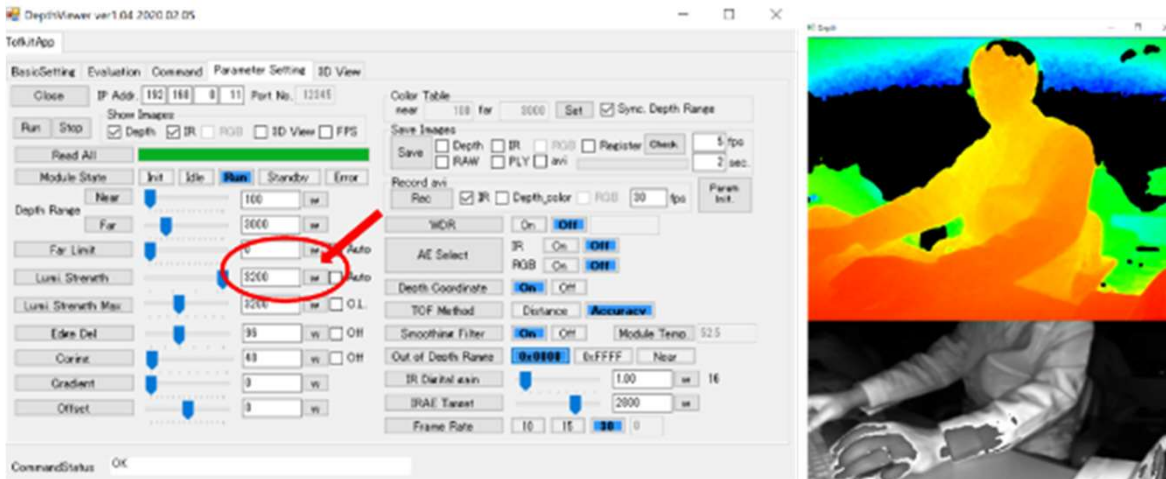 DepthViewer ver1.04 2020.02.05
TofkitApp
BasicSetting Evaluation Command Parameter Setting 3D View
Close IP Addr. 192 168 0 11 Port No. 12345
Show Images
Run Stop Depth IR RGB 3D View FPS
Read All
Module State Init Idle Run Standby Error
Depth Range
Near 100 w
Far 3000 w
Far Limit 0 w Auto
Lumi. Strength 3200 w Auto
Lumi. Strength Max 3200 w O.L.
Edge Del 96 w Off
Coring 48 w Off
Gradient 0 w
Offset 0 w
CommandStatus OK
Color Table
near 100 far 3000 Set Sync. Depth Range
Save Images
Save Depth IR RGB Register Check 5 fps
RAW PLY avi 2 sec.
Record avi
Rec IR Depth_color RGB 30 fps Param Init.
WDR On Off
AE Select IR On Off
RGB On Off
Depth Coordinate On Off
TOF Method Distance Accuracy
Smoothing Filter On Off Module Temp. 52.5
Out of Depth Range 0x0000 0xFFFF Near
IR Digital gain 1.00 w 16
IRAE Target 2000 w
Frame Rate 10 15 30 0
Depth